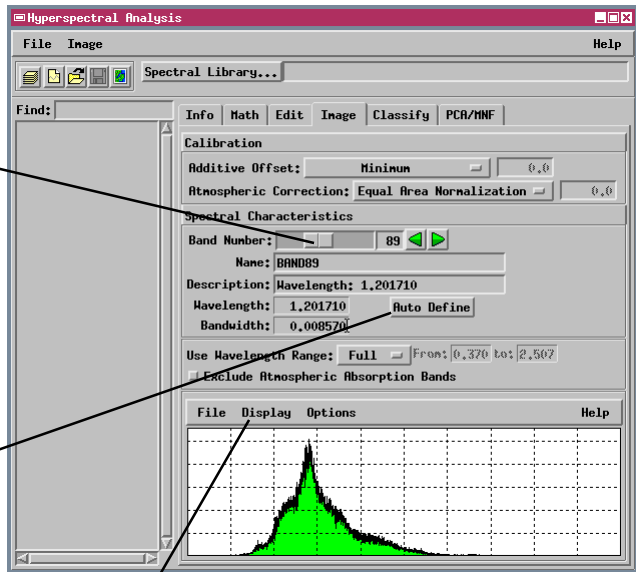 Hyperspectral Analysis
File Image Help
Spectral Library...
Find:
Info Math Edit Image Classify PCA/MNF
Calibration
Additive Offset: Minimum 0.0
Atmospheric Correction: Equal Area Normalization 0.0
Spectral Characteristics
Band Number: 89
Name: BAND89
Description: Wavelength: 1.201710
Wavelength: 1.201710 Auto Define
Bandwidth: 0.008570
Use Wavelength Range: Full From: 0.370 to: 2.507
Exclude Atmospheric Absorption Bands
File Display Options Help